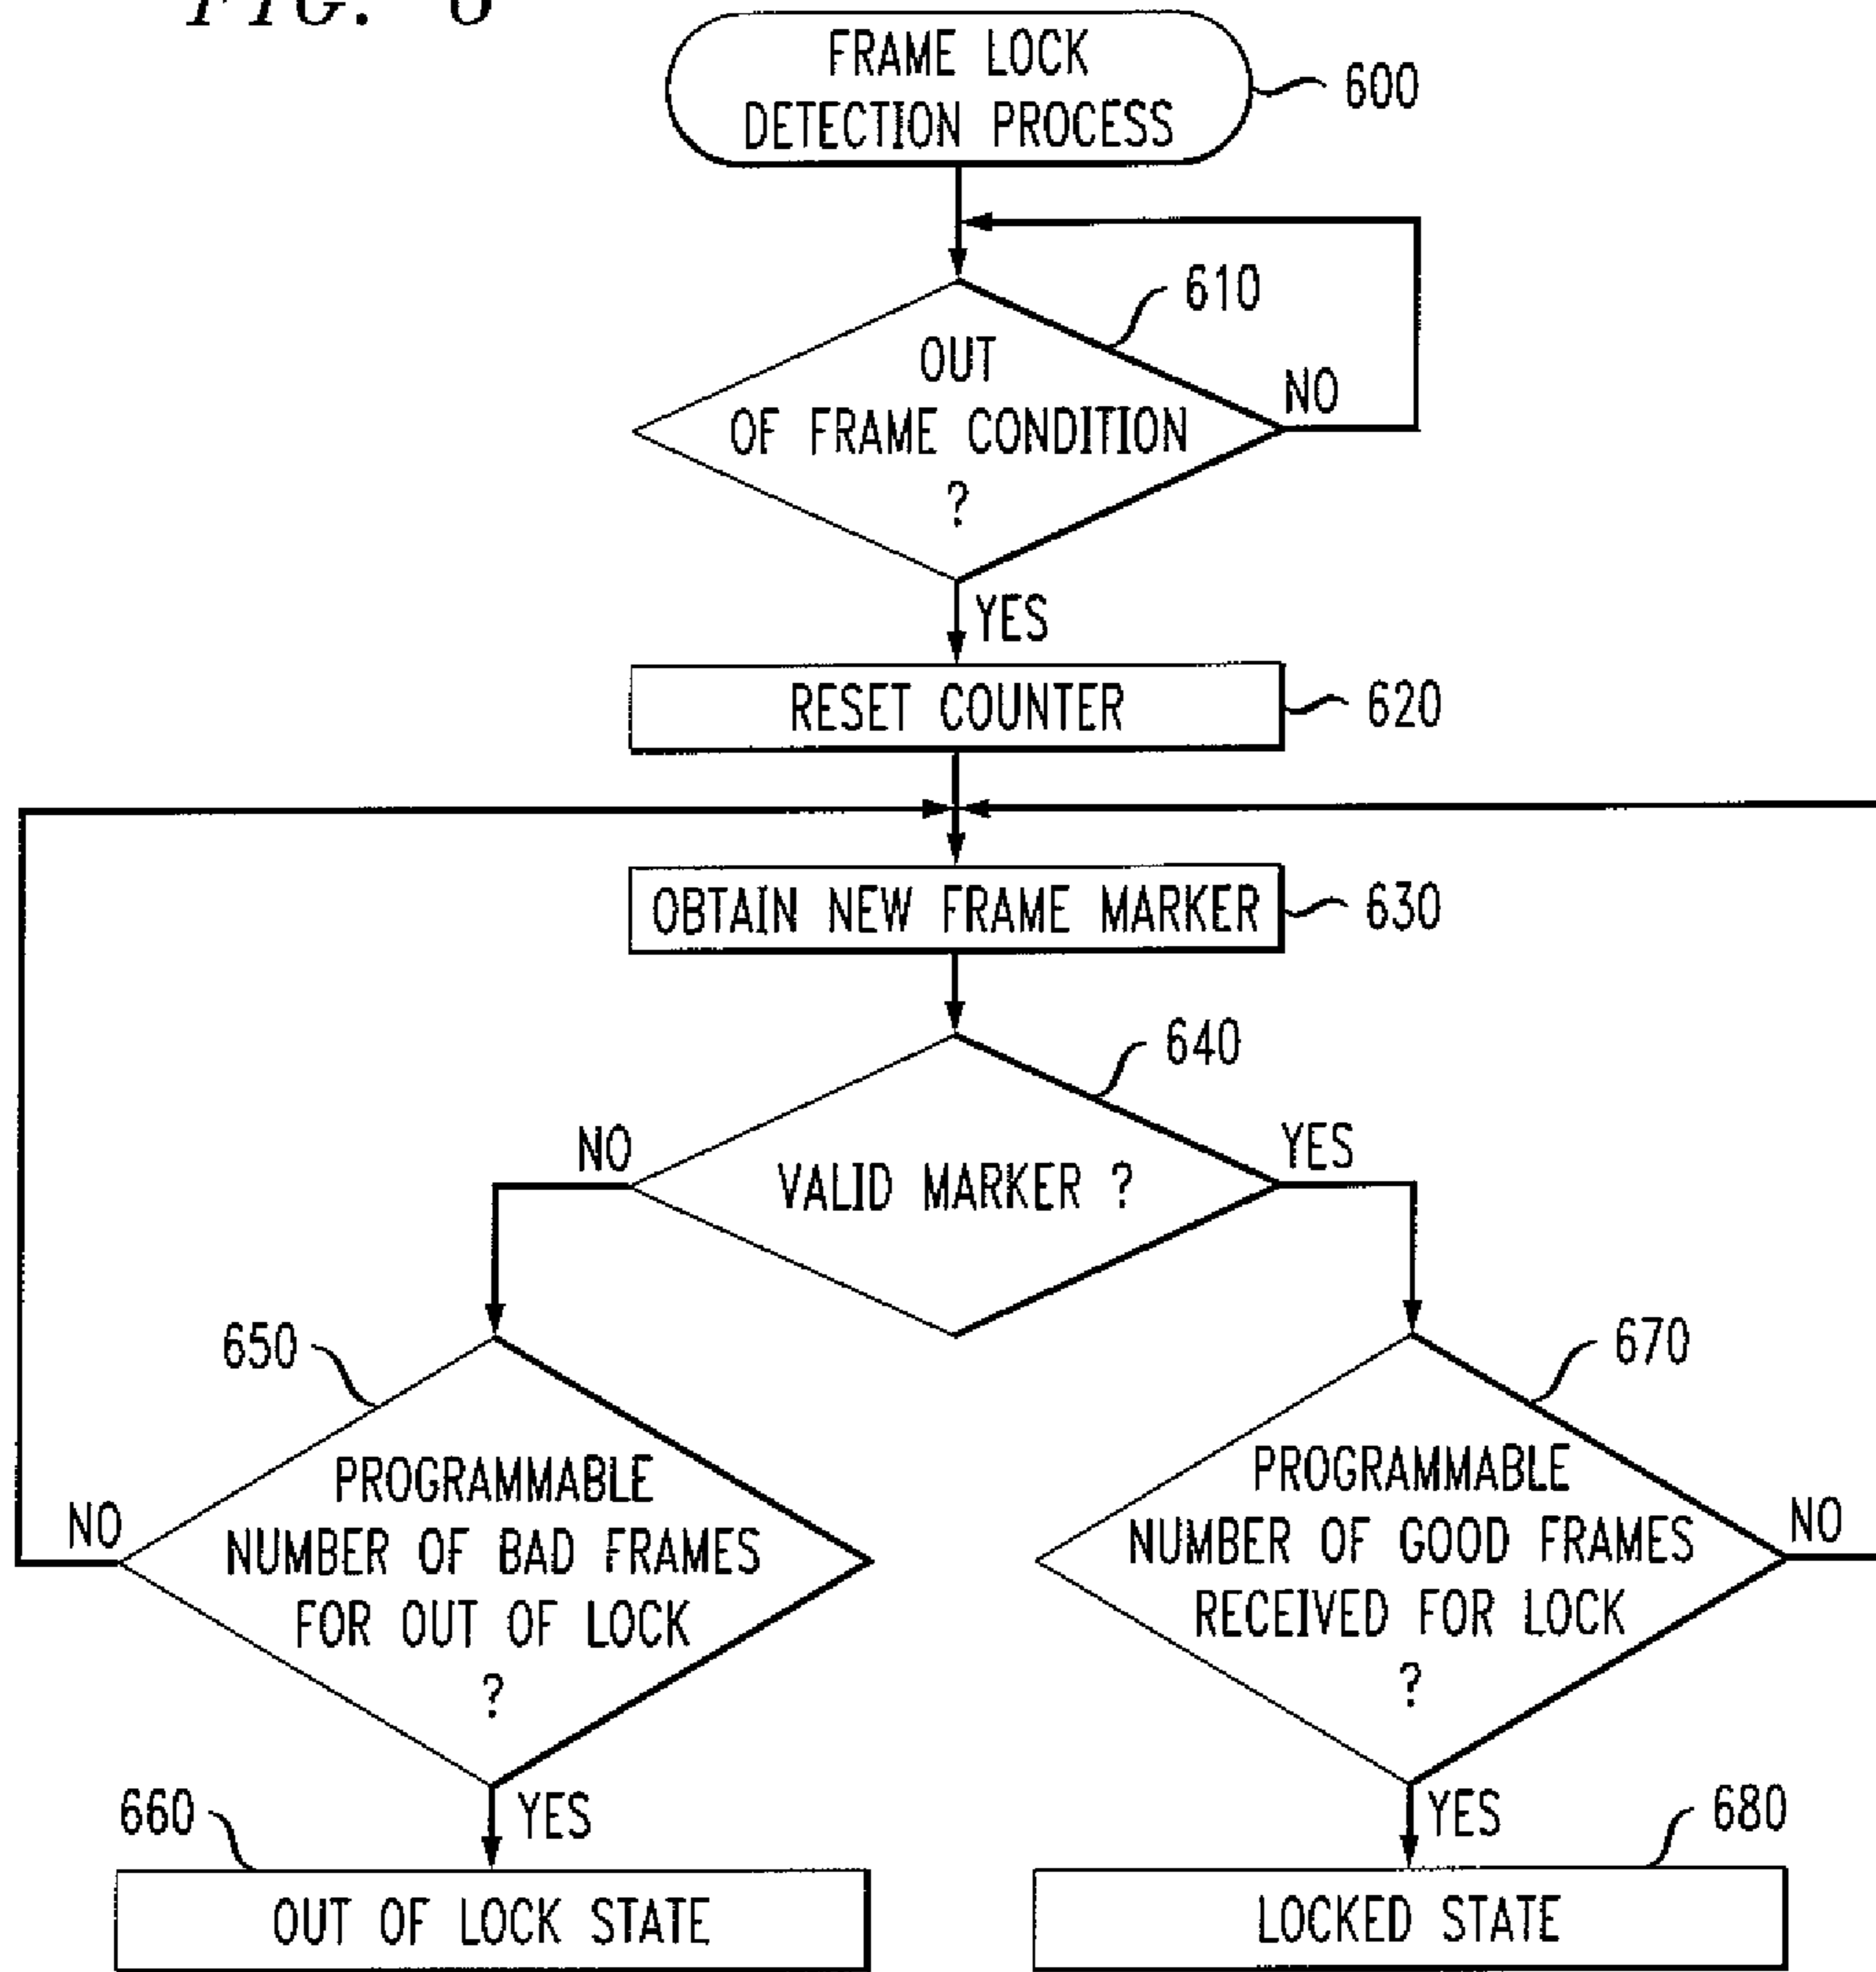 FIG. 6
FRAME LOCK
DETECTION PROCESS
600
610
OUT
OF FRAME CONDITION
?
NO
YES
RESET COUNTER
620
OBTAIN NEW FRAME MARKER
630
640
NO
VALID MARKER ?
YES
650
PROGRAMMABLE
NUMBER OF BAD FRAMES
FOR OUT OF LOCK
?
NO
YES
670
PROGRAMMABLE
NUMBER OF GOOD FRAMES
RECEIVED FOR LOCK
?
NO
YES
660
OUT OF LOCK STATE
680
LOCKED STATE